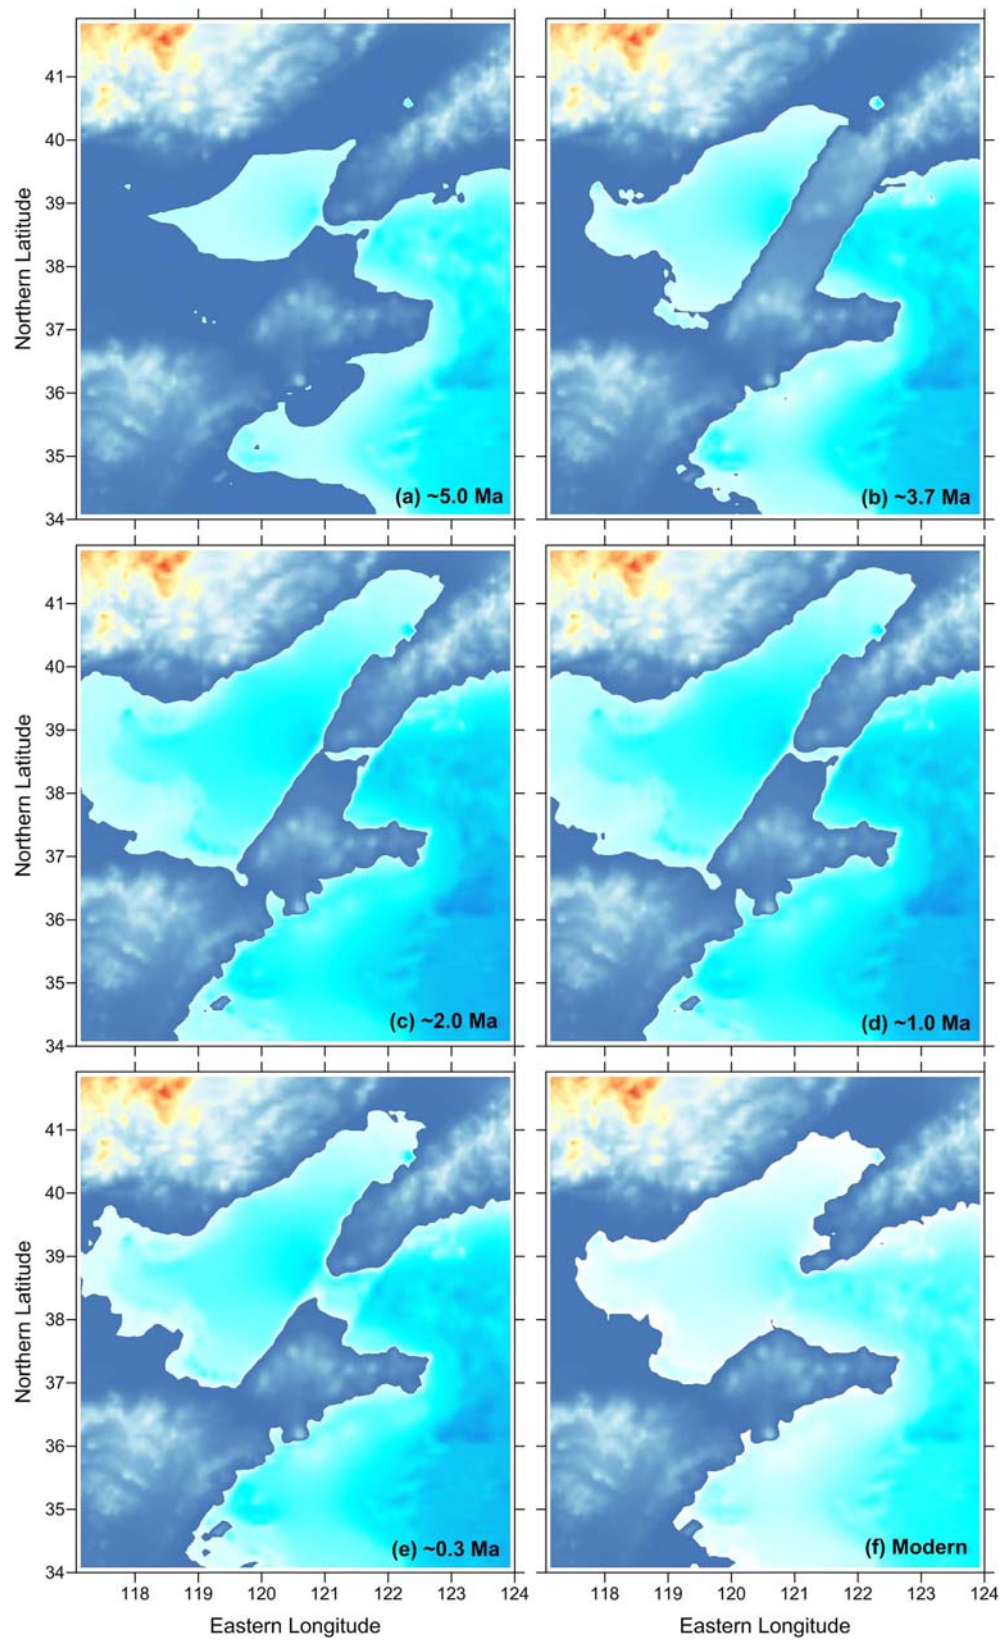 41
40
39
38
37
36
35
34
Northern Latitude
(a) ~5.0 Ma
(b) ~3.7 Ma
41
40
39
38
37
36
35
34
Northern Latitude
(c) ~2.0 Ma
(d) ~1.0 Ma
41
40
39
38
37
36
35
34
Northern Latitude
(e) ~0.3 Ma
(f) Modern
118 119 120 121 122 123 124
118 119 120 121 122 123 124
Eastern Longitude
Eastern Longitude